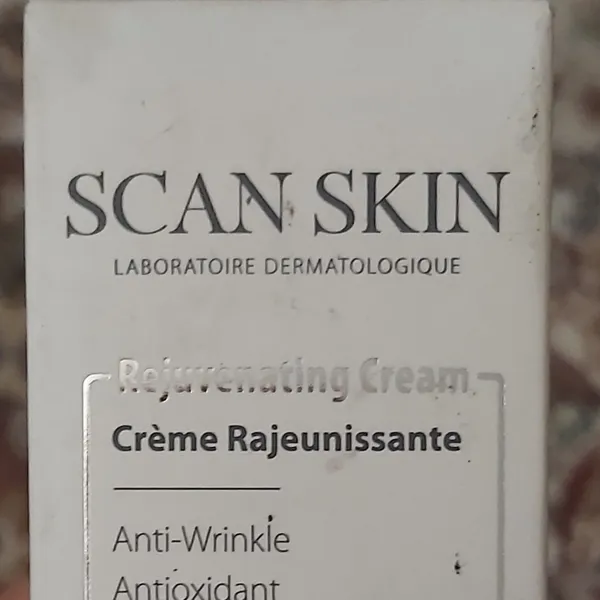 SCAN SKIN
LABORATOIRE DERMATOLOGIQUE
Rejuvenating Cream
Crème Rajeunissante
Anti-Wrinkle
Antioxidant